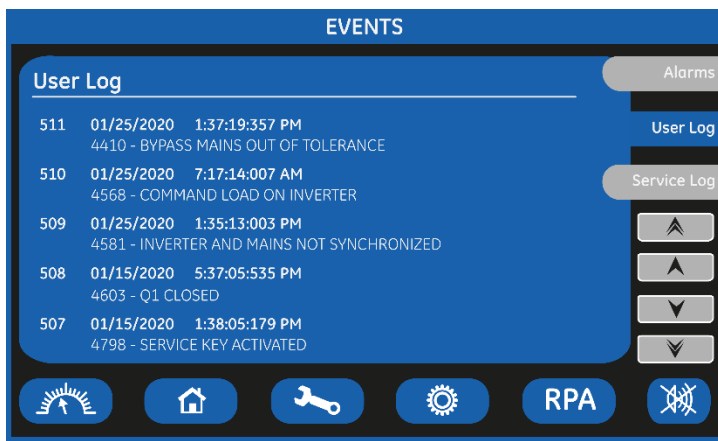 EVENTS
User Log
511 01/25/2020 1:37:19:357 PM
4410 - BYPASS MAINS OUT OF TOLERANCE
510 01/25/2020 7:17:14:007 AM
4568 - COMMAND LOAD ON INVERTER
509 01/25/2020 1:35:13:003 PM
4581 - INVERTER AND MAINS NOT SYNCHRONIZED
508 01/15/2020 5:37:05:535 PM
4603 - Q1 CLOSED
507 01/15/2020 1:38:05:179 PM
4798 - SERVICE KEY ACTIVATED
Alarms
User Log
Service Log
RPA